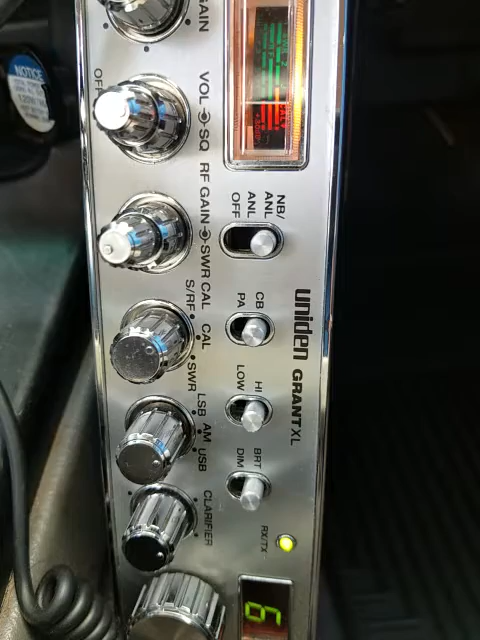 GAIN
OFF
VOL SQ
RF GAIN SWR CAL
S/RF CAL SWR
LSB AM USB
CLARIFIER
NB/
ANL
ANL
OFF
CB
PA
HI
LOW
BRT
DIM
RX/TX
uniden GRANT XL
NOTICE
6